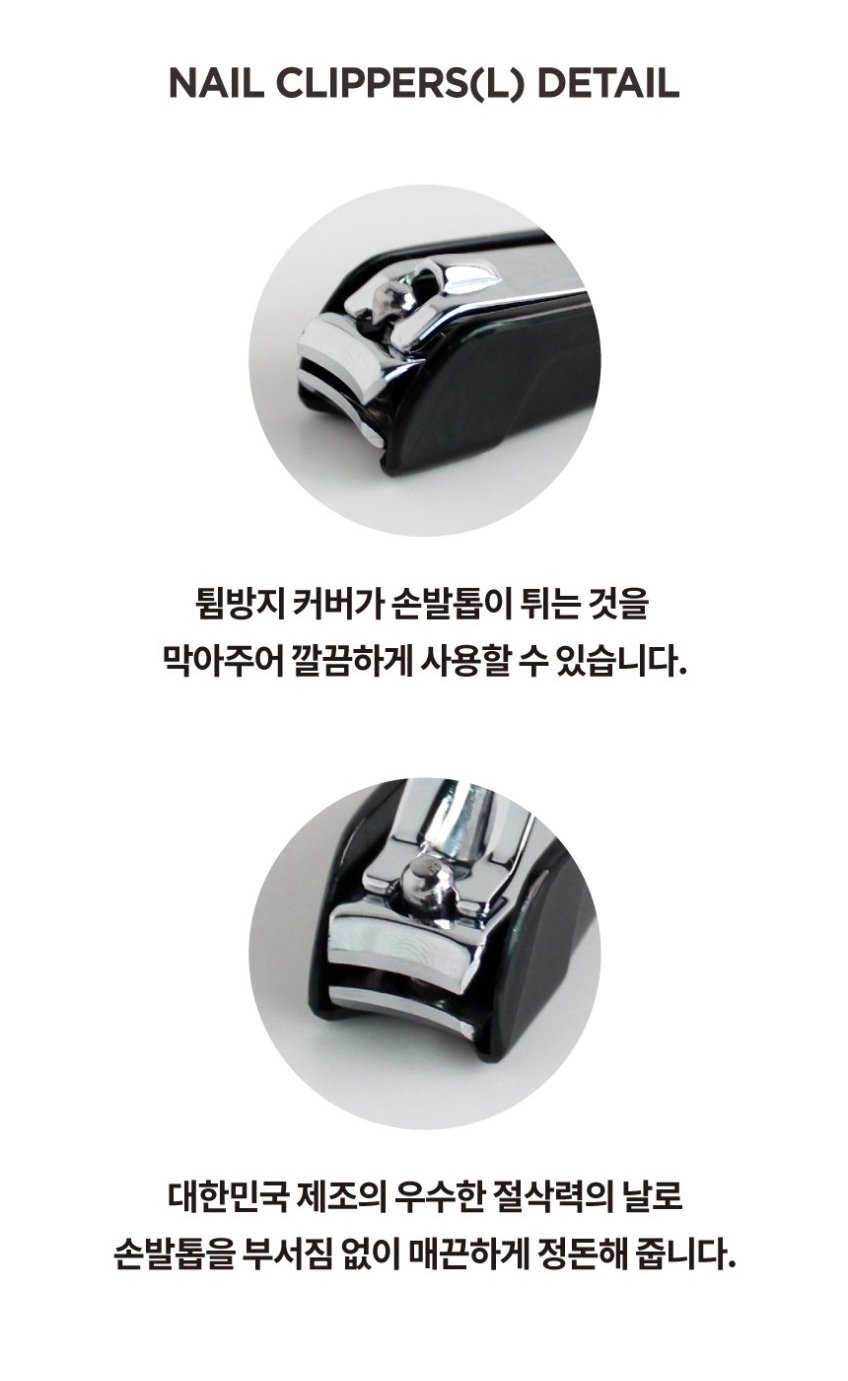 NAIL CLIPPERS(L) DETAIL
튐방지 커버가 손발톱이 튀는 것을
막아주어 깔끔하게 사용할 수 있습니다.
대한민국 제조의 우수한 절삭력의 날로
손발톱을 부서짐 없이 매끈하게 정돈해 줍니다.